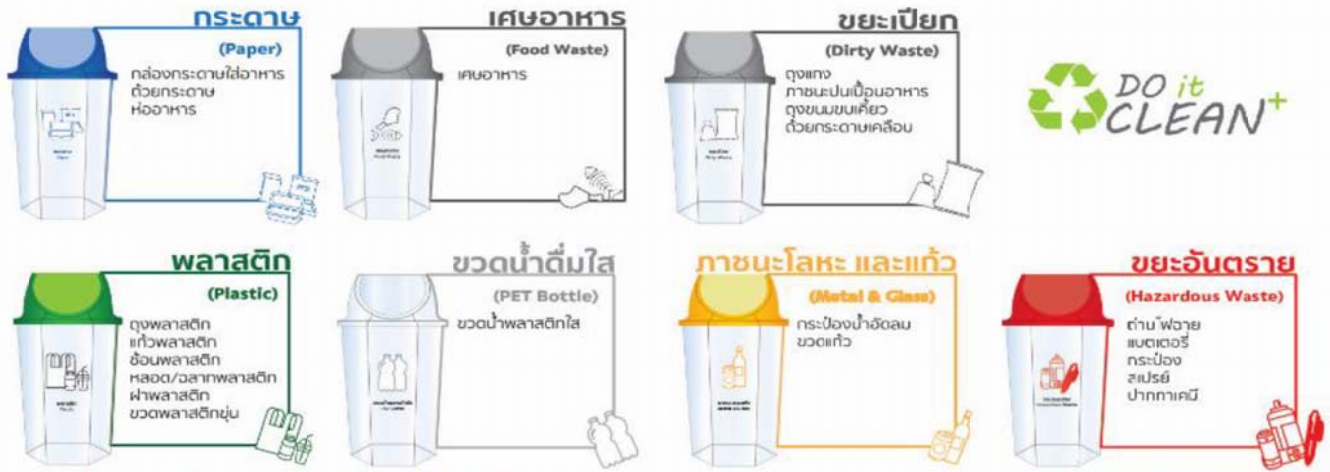 กระดาษ
(Paper)
กล่องกระดาษใส่อาหาร
ถ้วยกระดาษ
ห่ออาหาร
เศษอาหาร
(Food Waste)
เศษอาหาร
ขยะเปียก
(Dirty Waste)
ถุงแกง
ภาชนะปนเปื้อนอาหาร
ถุงขนมขบเคี้ยว
ถ้วยกระดาษเคลือบ
DO it
CLEAN+
พลาสติก
(Plastic)
ถุงพลาสติก
แก้วพลาสติก
ช้อนพลาสติก
หลอด/ฉลากพลาสติก
ฝาพลาสติก
ขวดพลาสติกขุ่น
ขวดน้ำดื่มใส
(PET Bottle)
ขวดน้ำพลาสติกใส
ภาชนะโลหะ และแก้ว
(Metal & Glass)
กระป๋องน้ำอัดลม
ขวดแก้ว
ขยะอันตราย
(Hazardous Waste)
ถ่านไฟฉาย
แบตเตอรี่
กระป๋อง
สเปรย์
ปากกาเคมี